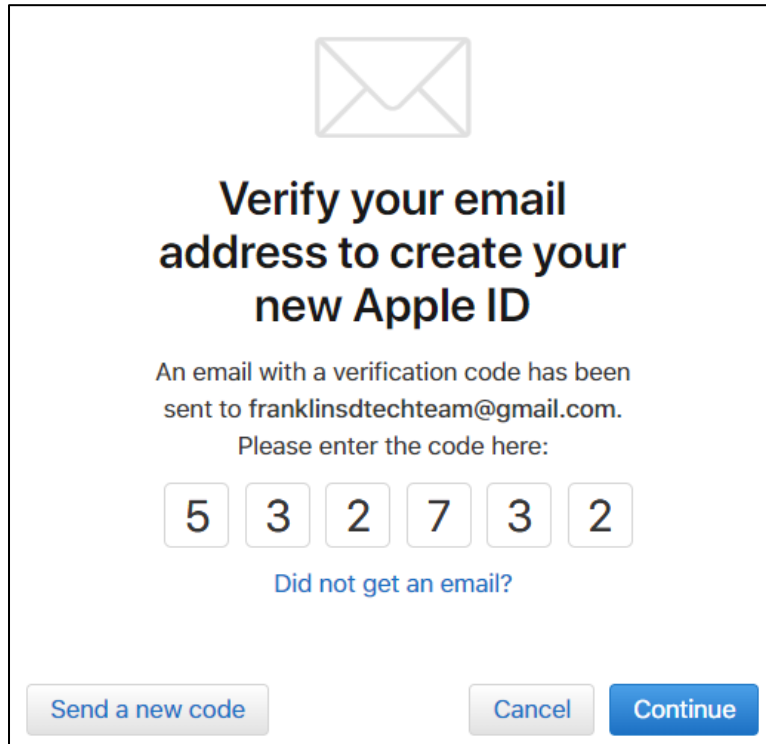 Verify your email
address to create your
new Apple ID
An email with a verification code has been
sent to franklinsdtechteam@gmail.com.
Please enter the code here:
5 3 2 7 3 2
Did not get an email?
Send a new code Cancel Continue